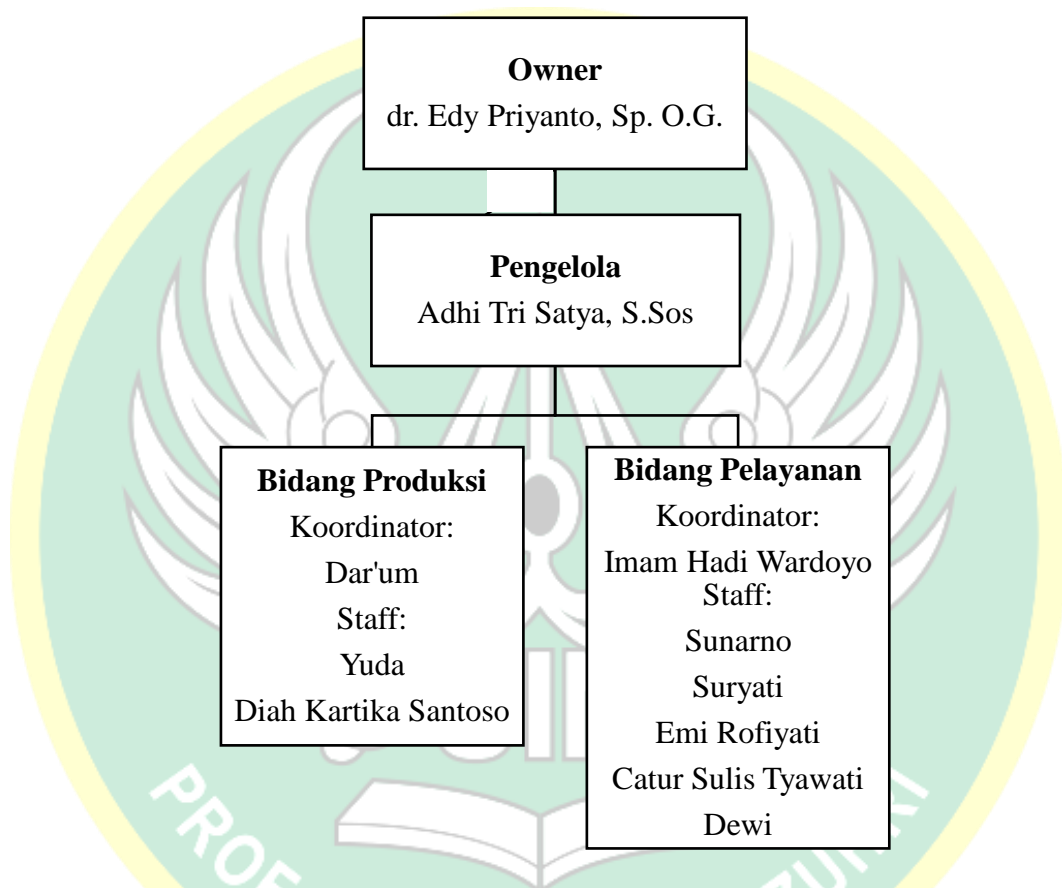 Owner
dr. Edy Priyanto, Sp. O.G.
Pengelola
Adhi Tri Satya, S.Sos
Bidang Produksi
Koordinator:
Dar'um
Staff:
Yuda
Diah Kartika Santoso
Bidang Pelayanan
Koordinator:
Imam Hadi Wardoyo
Staff:
Sunarno
Suryati
Emi Rofiyati
Catur Sulis Tyawati
Dewi